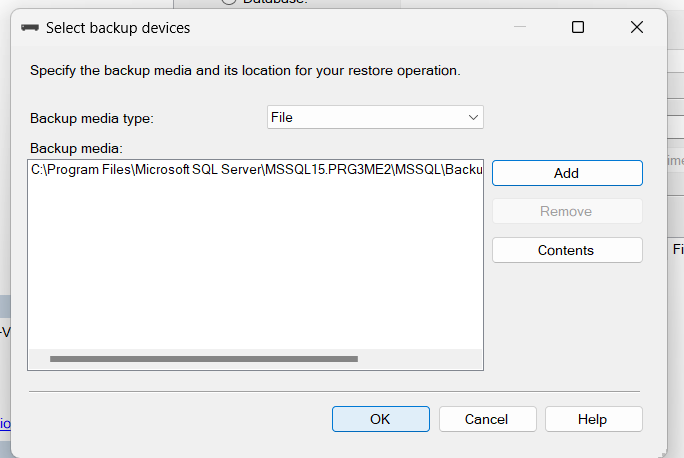 Database:
Select backup devices
Specify the backup media and its location for your restore operation.
Backup media type:
File
Backup media:
C:\Program Files\Microsoft SQL Server\MSSQL15.PRG3ME2\MSSQL\Backu
Add
Remove
Contents
OK
Cancel
Help